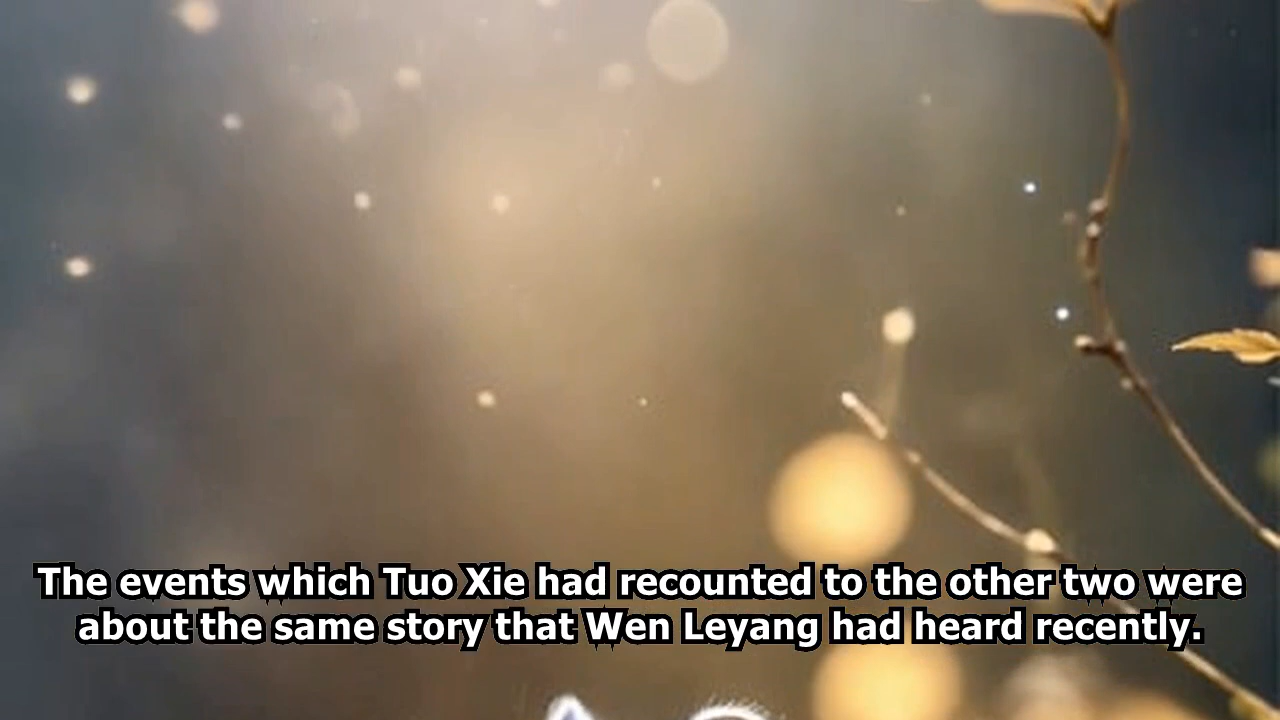 The events which Tuo Xie had recounted to the other two were
about the same story that Wen Leyang had heard recently.